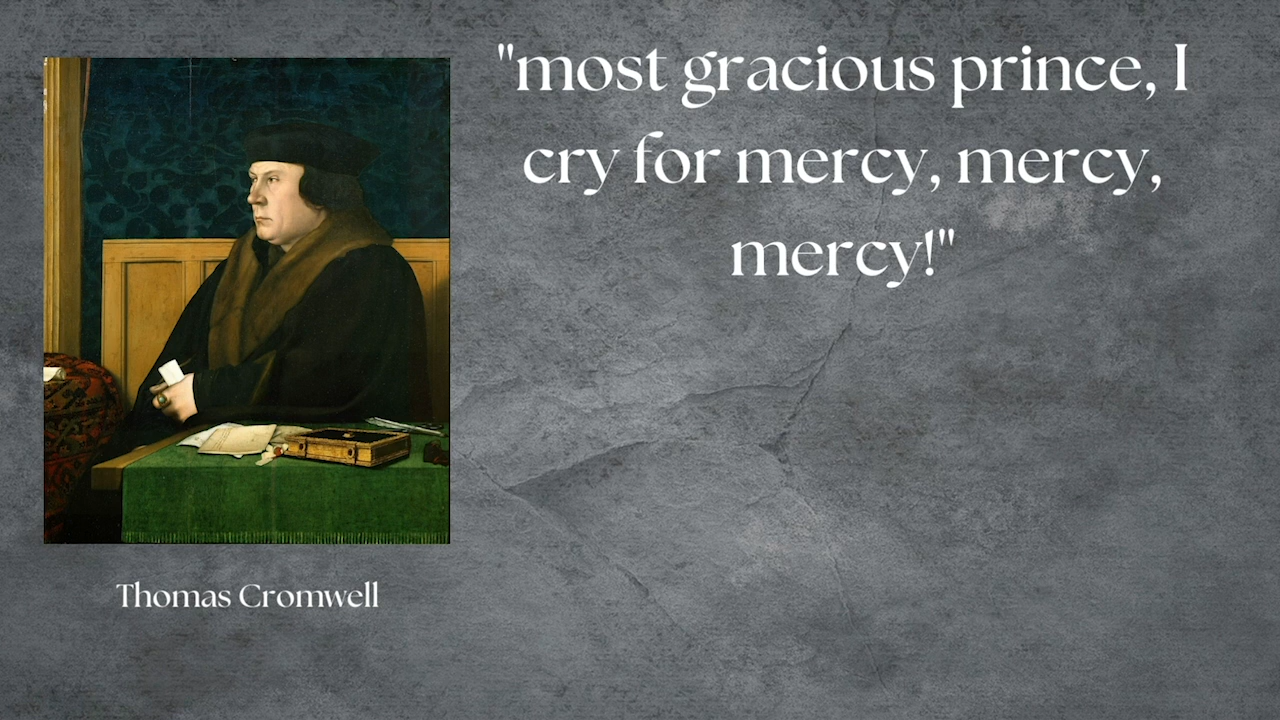 "most gracious prince, I
cry for mercy, mercy,
mercy!"
Thomas Cromwell